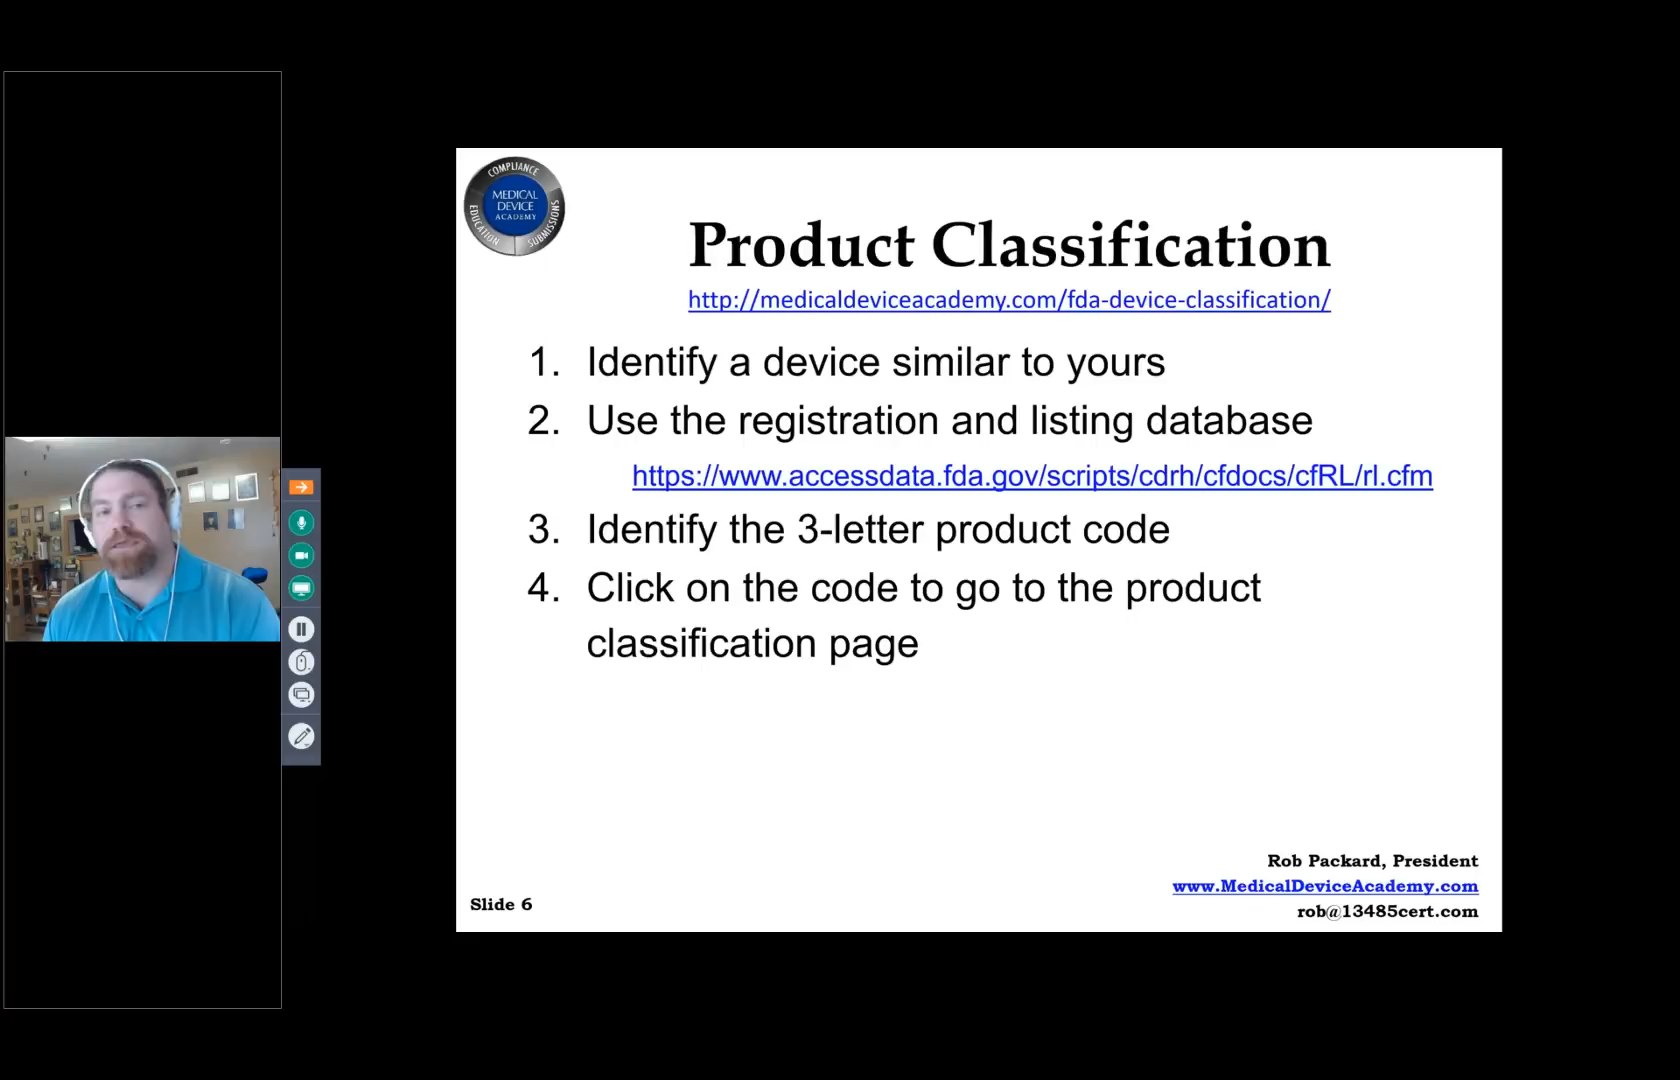 COMPLIANCE
MEDICAL
DEVICE
ACADEMY
EDUCATION
SUBMISSIONS
Product Classification
http://medicaldeviceacademy.com/fda-device-classification/
1. Identify a device similar to yours
2. Use the registration and listing database
https://www.accessdata.fda.gov/scripts/cdrh/cfdocs/cfRL/rl.cfm
3. Identify the 3-letter product code
4. Click on the code to go to the product
classification page
Rob Packard, President
www.MedicalDeviceAcademy.com
rob@13485cert.com
Slide 6